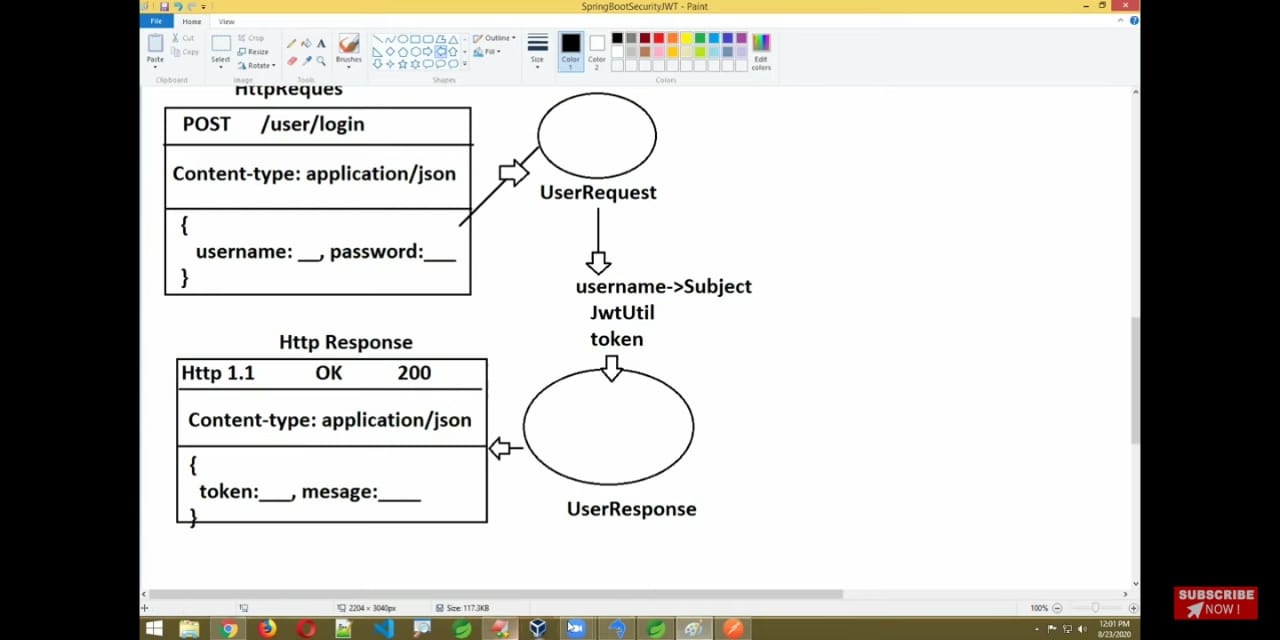 SpringBootSecurityJWT - Paint
File Home View
Paste
Cut
Copy
Clipboard
Select
Crop
Resize
Rotate
Image
Tools
Brushes
Outline
Fill
Shapes
Size
Color 1
Color 2
Edit colors
Colors
HttpReques
POST /user/login
Content-type: application/json
{
username: __, password:___
}
UserRequest
username->Subject
JwtUtil
token
Http Response
Http 1.1 OK 200
Content-type: application/json
{
token:___, mesage:____
}
UserResponse
2204 × 3040px
Size: 117.3KB
100%
12:01 PM
8/23/2020
SUBSCRIBE
NOW !